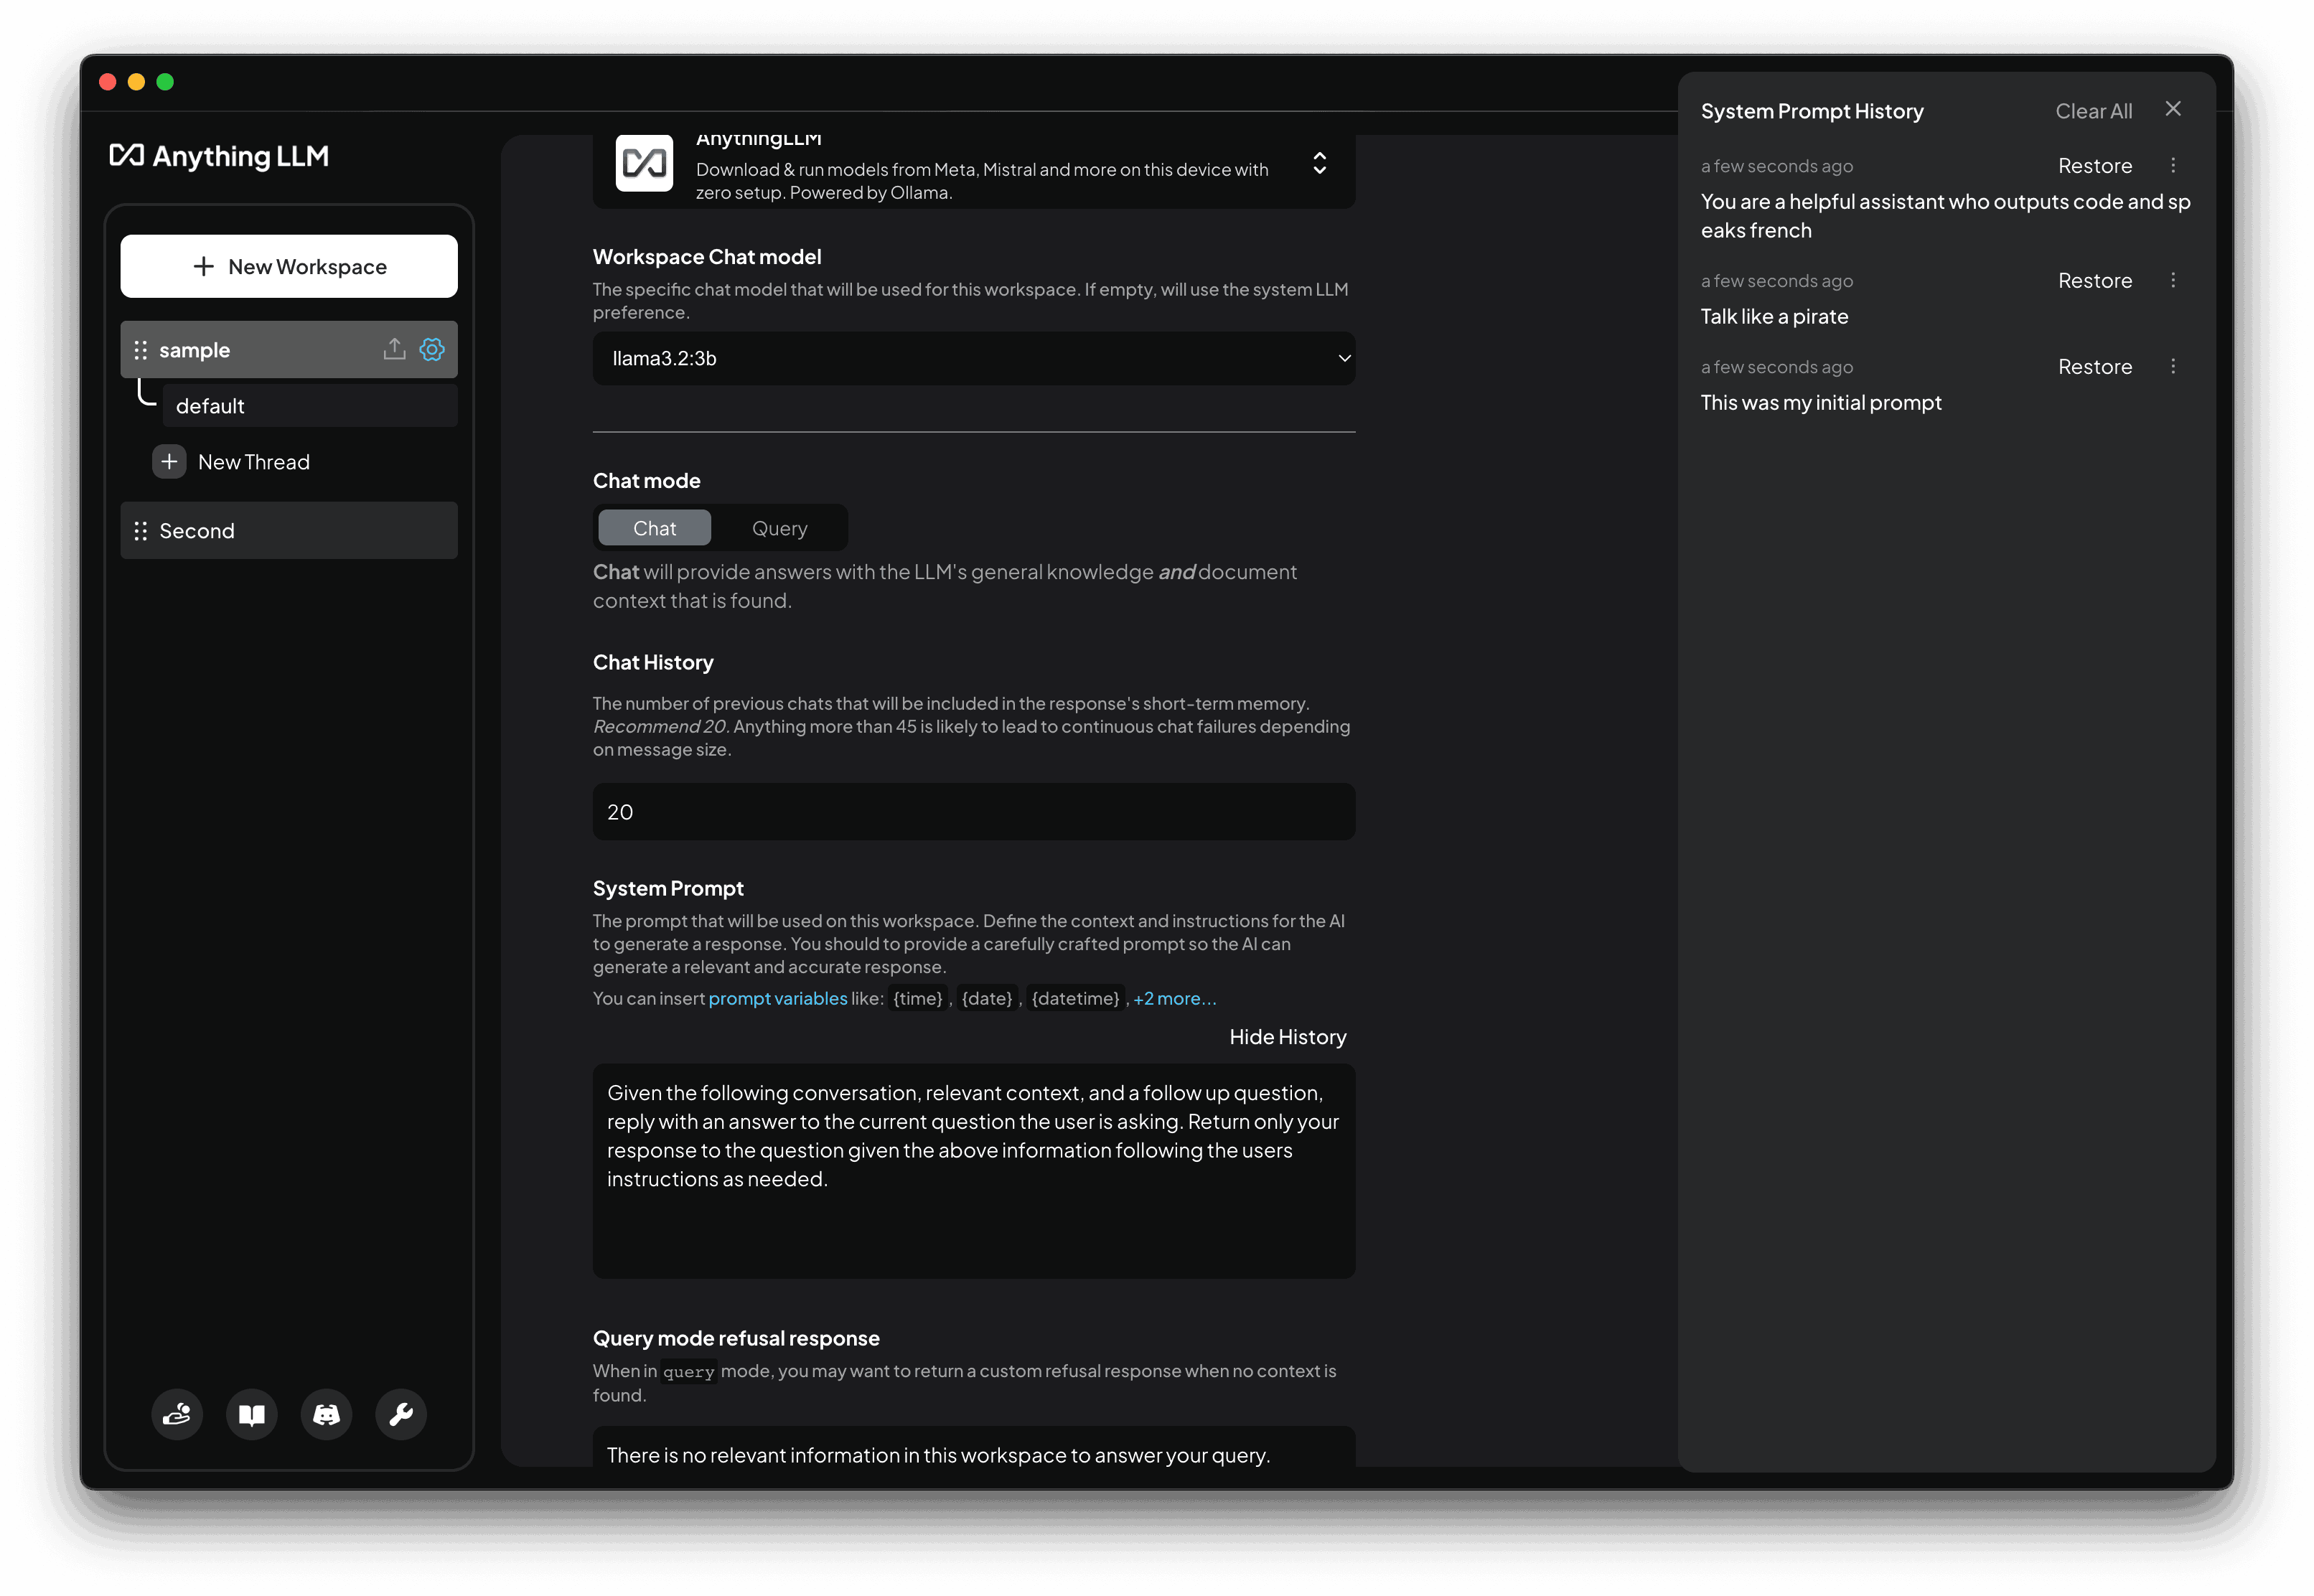 Anything LLM
New Workspace
sample
default
New Thread
Second
AnythingLLM
Download & run models from Meta, Mistral and more on this device with
zero setup. Powered by Ollama.
Workspace Chat model
The specific chat model that will be used for this workspace. If empty, will use the system LLM
preference.
llama3.2:3b
Chat mode
Chat Query
Chat will provide answers with the LLM's general knowledge and document
context that is found.
Chat History
The number of previous chats that will be included in the response's short-term memory.
Recommend 20. Anything more than 45 is likely to lead to continuous chat failures depending
on message size.
20
System Prompt
The prompt that will be used on this workspace. Define the context and instructions for the AI
to generate a response. You should to provide a carefully crafted prompt so the AI can
generate a relevant and accurate response.
You can insert prompt variables like: {time}, {date}, {datetime}, +2 more...
Hide History
Given the following conversation, relevant context, and a follow up question,
reply with an answer to the current question the user is asking. Return only your
response to the question given the above information following the users
instructions as needed.
Query mode refusal response
When in query mode, you may want to return a custom refusal response when no context is
found.
There is no relevant information in this workspace to answer your query.
System Prompt History Clear All
a few seconds ago Restore
You are a helpful assistant who outputs code and sp
eaks french
a few seconds ago Restore
Talk like a pirate
a few seconds ago Restore
This was my initial prompt